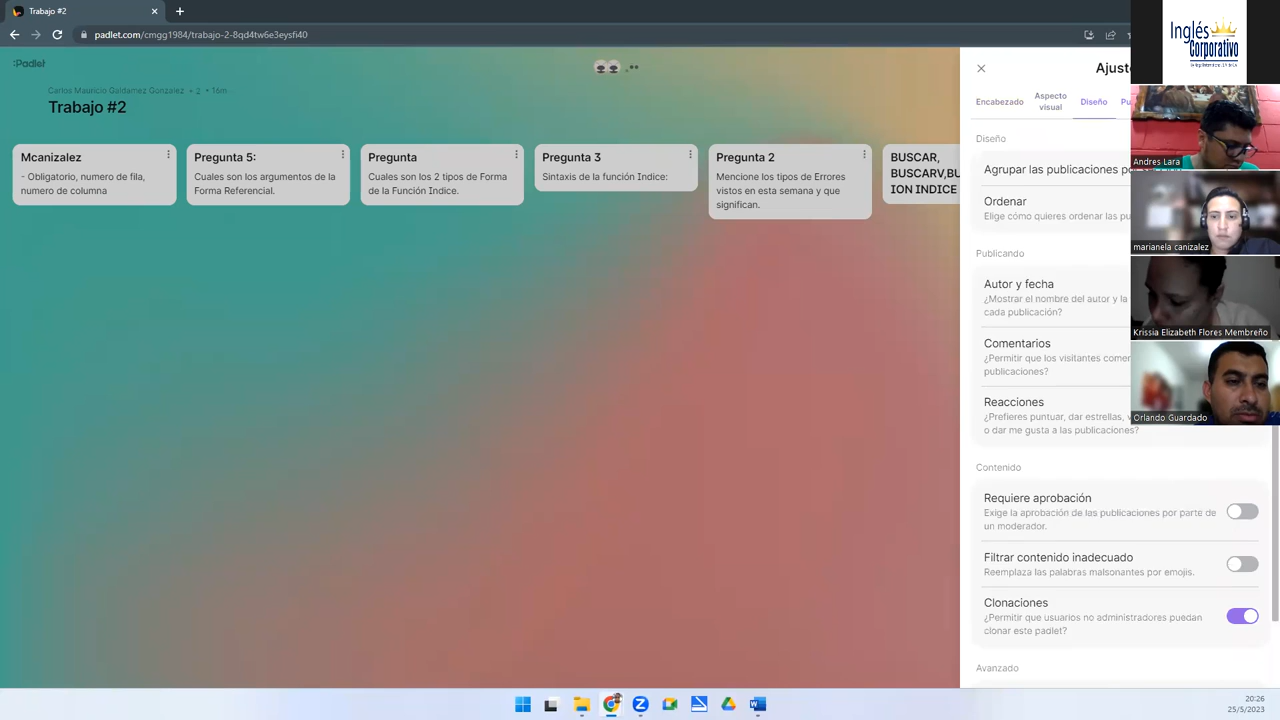 Trabajo #2
padlet.com/cmgg1984/trabajo-2-8qd4tw6e3eysfi40
:Padlet
Carlos Mauricio Galdamez Gonzalez + 2 • 16m
Trabajo #2
Mcanizalez
- Obligatorio, numero de fila,
numero de columna
Pregunta 5:
Cuales son los argumentos de la
Forma Referencial.
Pregunta
Cuales son los 2 tipos de Forma
de la Función Indice.
Pregunta 3
Sintaxis de la función Indice:
Pregunta 2
Mencione los tipos de Errores
vistos en esta semana y que
significan.
BUSCAR,
BUSCARV,BU
ION INDICE
Ajuste
Encabezado
Aspecto
visual
Diseño
Pu
Diseño
Agrupar las publicaciones por sección
Ordenar
Elige cómo quieres ordenar las pu
Publicando
Autor y fecha
¿Mostrar el nombre del autor y la
cada publicación?
Comentarios
¿Permitir que los visitantes comen
publicaciones?
Reacciones
¿Prefieres puntuar, dar estrellas, v
o dar me gusta a las publicaciones?
Contenido
Requiere aprobación
Exige la aprobación de las publicaciones por parte de
un moderador.
Filtrar contenido inadecuado
Reemplaza las palabras malsonantes por emojis.
Clonaciones
¿Permitir que usuarios no administradores puedan
clonar este padlet?
Avanzado
Inglés
Corporativo
Andres Lara
marianela canizalez
Krissia Elizabeth Flores Membreño
Orlando Guardado
20:26
25/5/2023